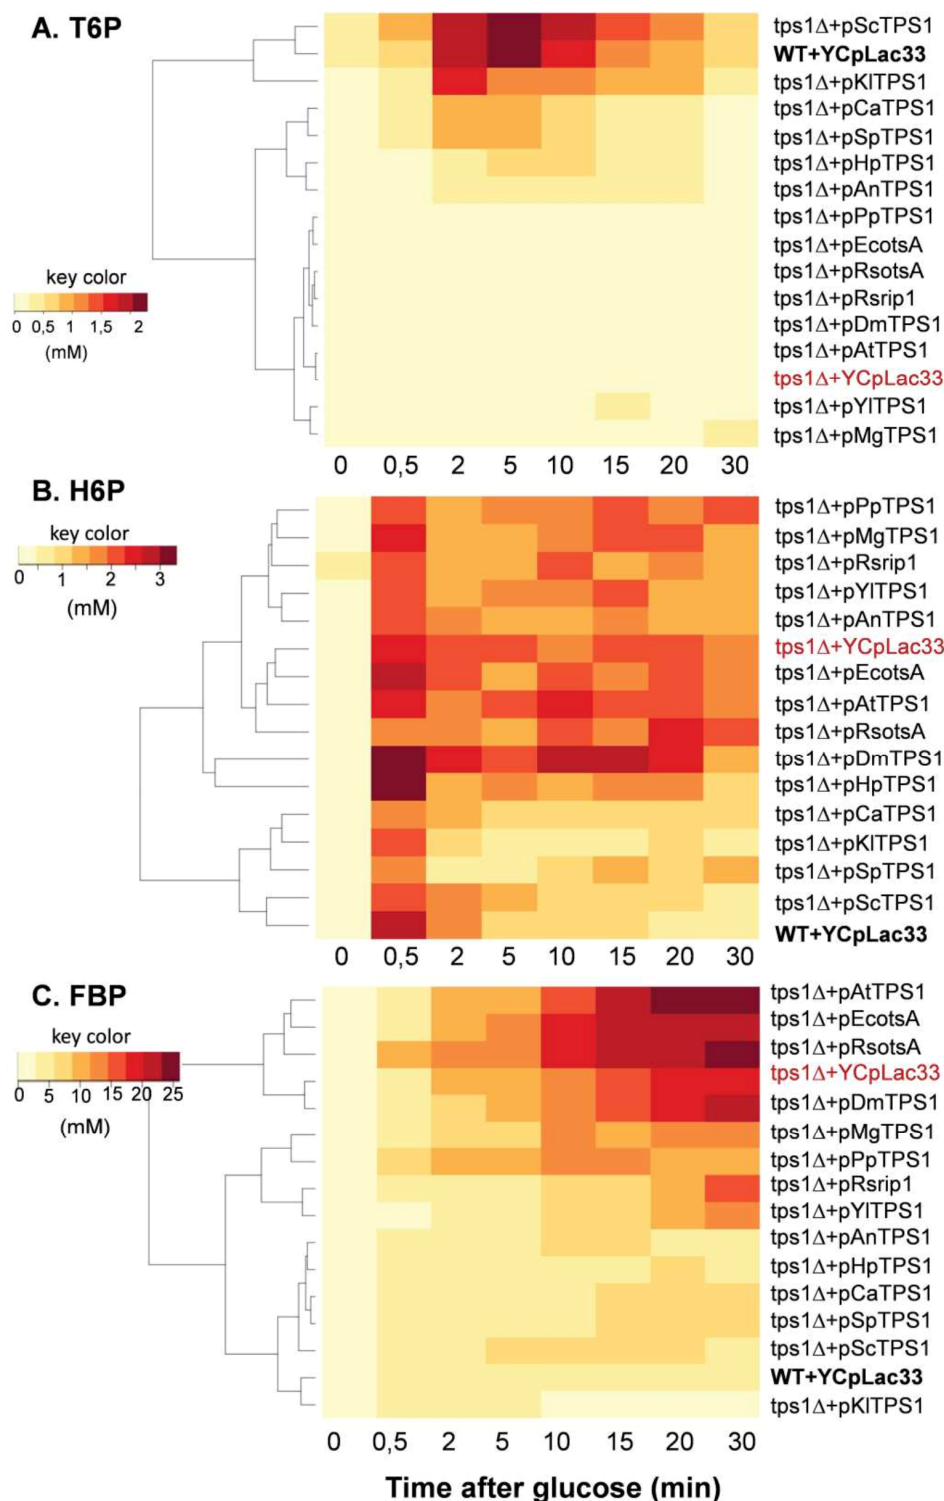 A. T6P
tps1Δ+pScTPS1
WT+YCpLac33
tps1Δ+pKlTPS1
tps1Δ+pCaTPS1
tps1Δ+pSpTPS1
tps1Δ+pHpTPS1
tps1Δ+pAnTPS1
tps1Δ+pPpTPS1
tps1Δ+pEcotsA
tps1Δ+pRsotsA
tps1Δ+pRsrip1
tps1Δ+pDmTPS1
tps1Δ+pAtTPS1
tps1Δ+YCpLac33
tps1Δ+pYlTPS1
tps1Δ+pMgTPS1
key color
0 0,5 1 1,5 2
(mM)
0 0,5 2 5 10 15 20 30
B. H6P
key color
0 1 2 3
(mM)
tps1Δ+pPpTPS1
tps1Δ+pMgTPS1
tps1Δ+pRsrip1
tps1Δ+pYlTPS1
tps1Δ+pAnTPS1
tps1Δ+YCpLac33
tps1Δ+pEcotsA
tps1Δ+pAtTPS1
tps1Δ+pRsotsA
tps1Δ+pDmTPS1
tps1Δ+pHpTPS1
tps1Δ+pCaTPS1
tps1Δ+pKlTPS1
tps1Δ+pSpTPS1
tps1Δ+pScTPS1
WT+YCpLac33
0 0,5 2 5 10 15 20 30
C. FBP
key color
0 5 10 15 20 25
(mM)
tps1Δ+pAtTPS1
tps1Δ+pEcotsA
tps1Δ+pRsotsA
tps1Δ+YCpLac33
tps1Δ+pDmTPS1
tps1Δ+pMgTPS1
tps1Δ+pPpTPS1
tps1Δ+pRsrip1
tps1Δ+pYlTPS1
tps1Δ+pAnTPS1
tps1Δ+pHpTPS1
tps1Δ+pCaTPS1
tps1Δ+pSpTPS1
tps1Δ+pScTPS1
WT+YCpLac33
tps1Δ+pKlTPS1
0 0,5 2 5 10 15 20 30
Time after glucose (min)